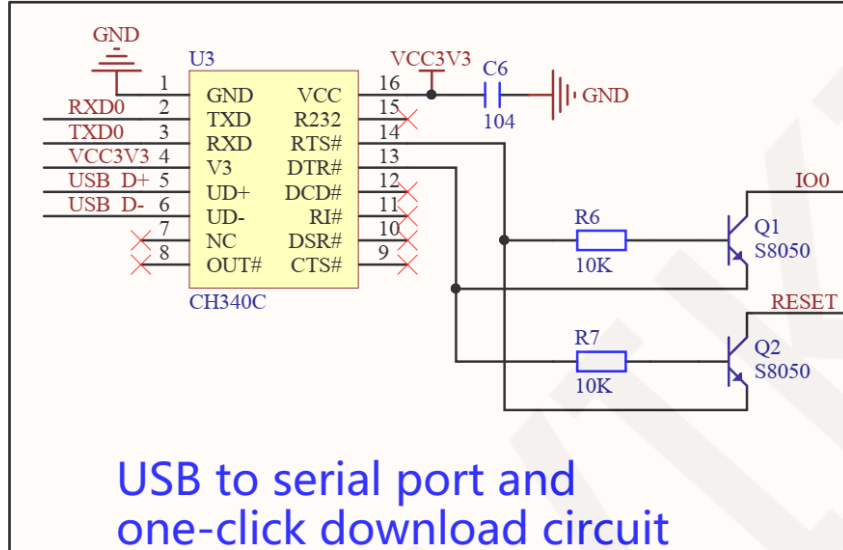 GND
U3
VCC3V3
C6
1
GND
VCC
16
GND
RXD0
2
TXD
R232
15
104
TXD0
3
RXD
RTS#
14
VCC3V3
4
V3
DTR#
13
USB D+
5
UD+
DCD#
12
IO0
USB D-
6
UD-
RI#
11
R6
Q1
7
NC
DSR#
10
S8050
8
OUT#
CTS#
9
10K
CH340C
RESET
R7
Q2
S8050
10K
USB to serial port and
one-click download circuit